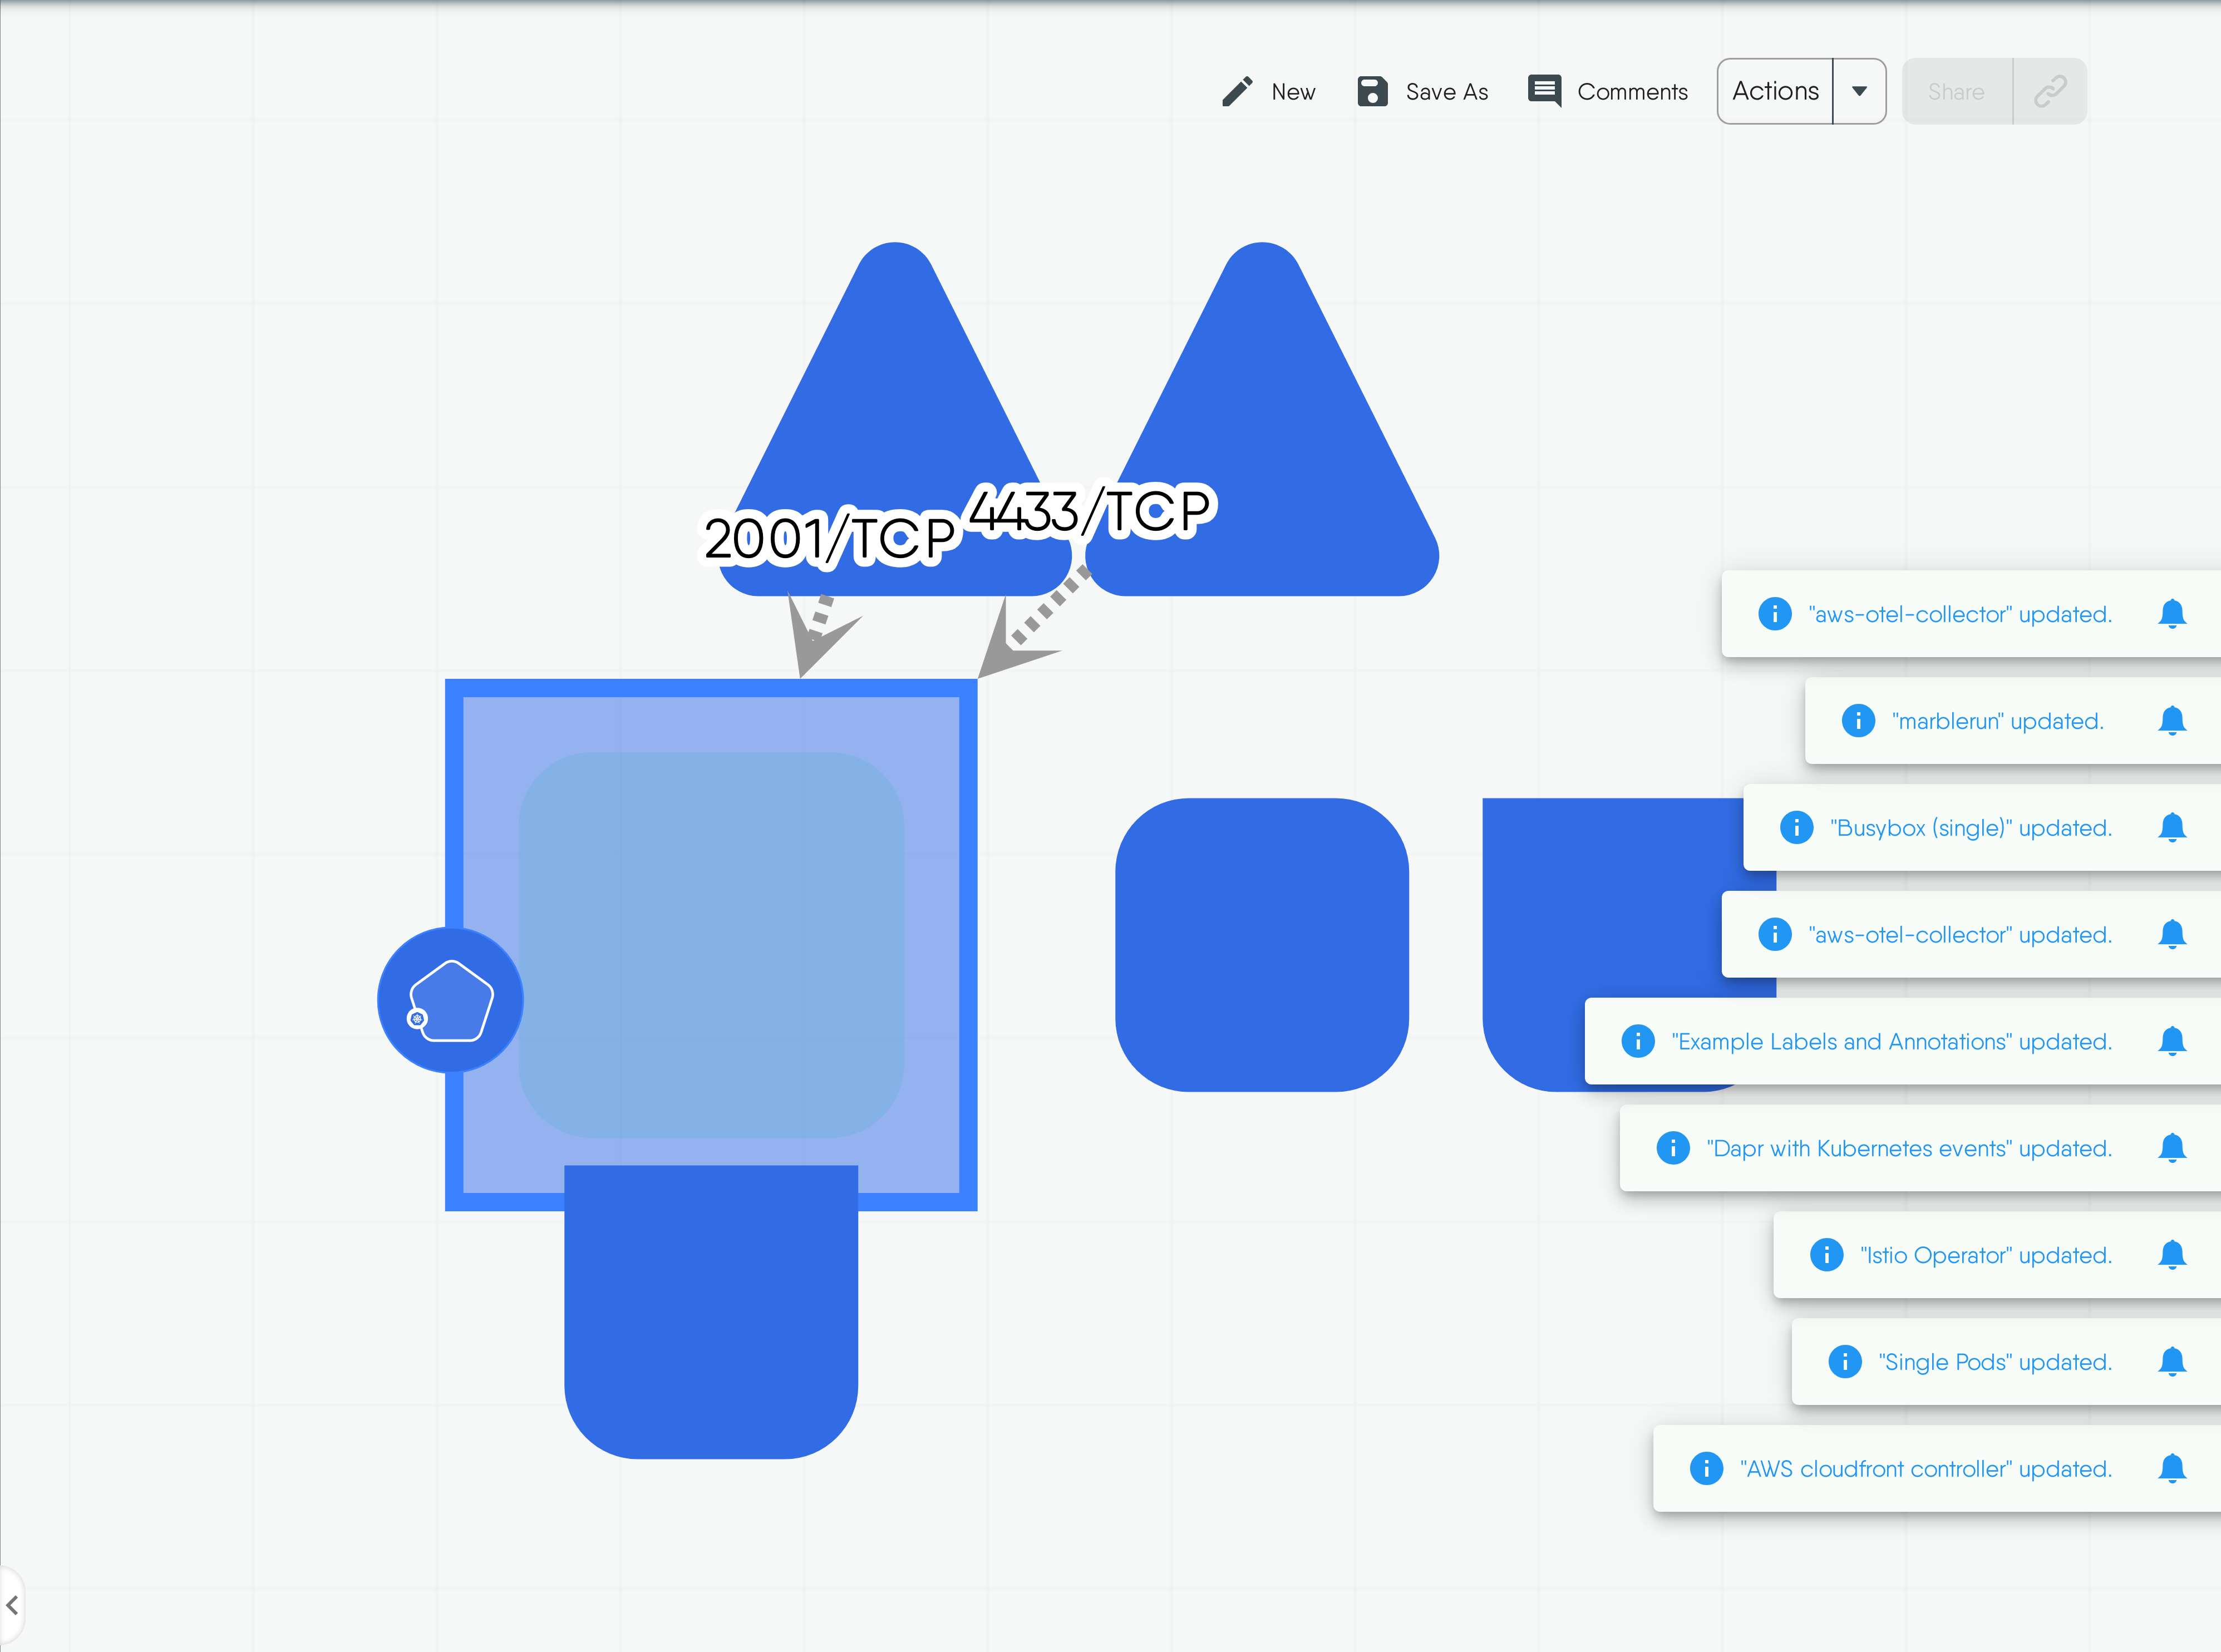 New Save As Comments Actions Share
4433/TCP
2001/TCP
"aws-otel-collector" updated.
"marblerun" updated.
"Busybox (single)" updated.
"aws-otel-collector" updated.
"Example Labels and Annotations" updated.
"Dapr with Kubernetes events" updated.
"Istio Operator" updated.
"Single Pods" updated.
"AWS cloudfront controller" updated.